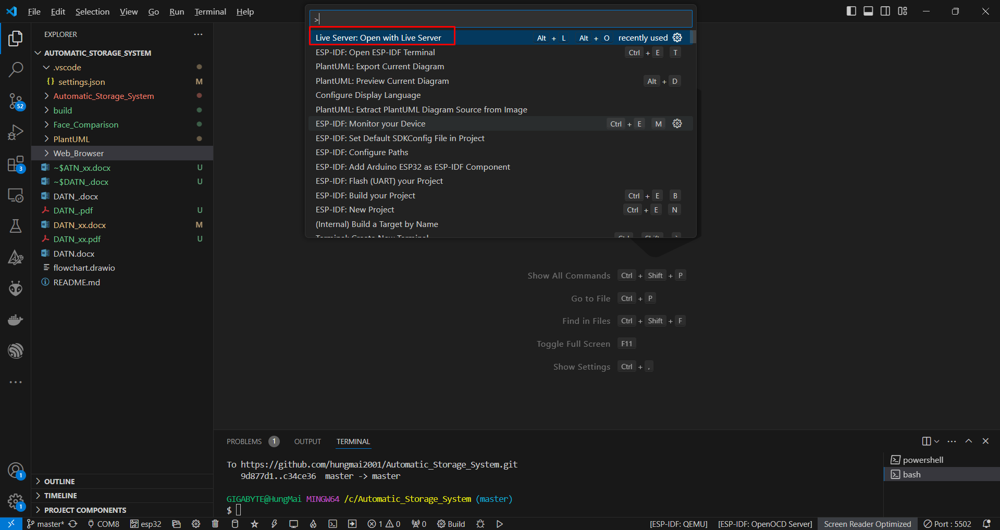 File Edit Selection View Go Run Terminal Help
>
EXPLORER
AUTOMATIC_STORAGE_SYSTEM
.vscode
{} settings.json M
Automatic_Storage_System
build
Face_Comparison
PlantUML
Web_Browser
~$ATN_xx.docx U
~$DATN_.docx U
DATN_.docx
DATN_.pdf U
DATN_xx.docx M
DATN_xx.pdf U
DATN.docx
flowchart.drawio
README.md
OUTLINE
TIMELINE
PROJECT COMPONENTS
52
3
1
1
Live Server: Open with Live Server Alt + L Alt + O recently used
ESP-IDF: Open ESP-IDF Terminal Ctrl + E T
PlantUML: Export Current Diagram
PlantUML: Preview Current Diagram Alt + D
Configure Display Language
PlantUML: Extract PlantUML Diagram Source from Image
ESP-IDF: Monitor your Device Ctrl + E M
ESP-IDF: Set Default SDKConfig File in Project
ESP-IDF: Configure Paths
ESP-IDF: Add Arduino ESP32 as ESP-IDF Component
ESP-IDF: Flash (UART) your Project
ESP-IDF: Build your Project Ctrl + E B
ESP-IDF: New Project Ctrl + E N
(Internal) Build a Target by Name
Terminal: Create New Terminal Ctrl Shift `
Show All Commands Ctrl + Shift + P
Go to File Ctrl + P
Find in Files Ctrl + Shift + F
Toggle Full Screen F11
Show Settings Ctrl + ,
PROBLEMS 1 OUTPUT TERMINAL
To https://github.com/hungmai2001/Automatic_Storage_System.git
9d877d1..c34ce36 master -> master
GIGABYTE@HungMai MINGW64 /c/Automatic_Storage_System (master)
$
powershell
bash
master* COM8 esp32 1 0 0 Build [ESP-IDF: QEMU] [ESP-IDF: OpenOCD Server] Screen Reader Optimized Port : 5502